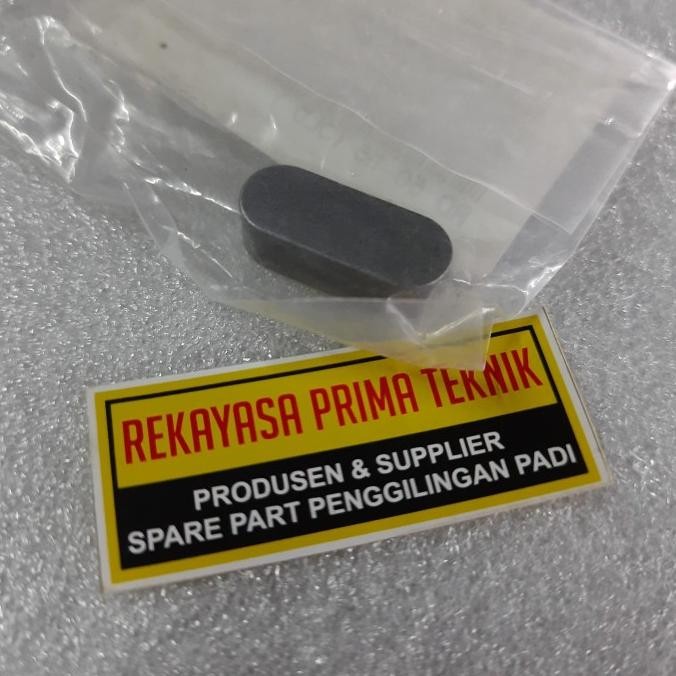 REKAYASA PRIMA TEKNIK
PRODUSEN & SUPPLIER
SPARE PART PENGGILINGAN PADI